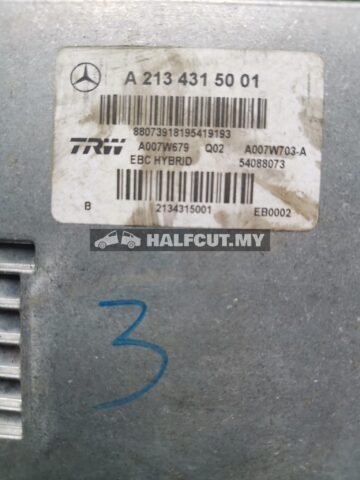 A 213 431 50 01
88073918195419193
TRW A007W679 Q02 A007W703-A
EBC HYBRID 54088073
B 2134315001 EB0002
HALFCUT.MY
3